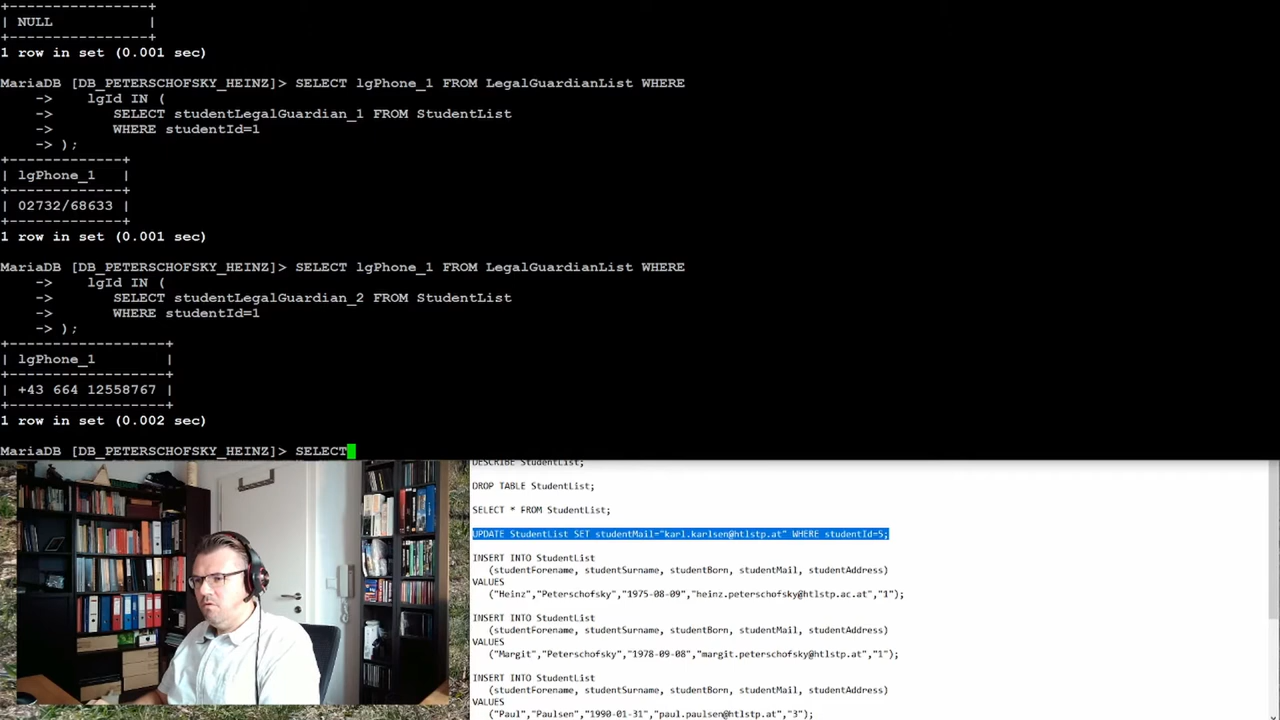 +----------------+
| NULL           |
+----------------+
1 row in set (0.001 sec)
MariaDB [DB_PETERSCHOFSKY_HEINZ]> SELECT lgPhone_1 FROM LegalGuardianList WHERE
    ->     lgId IN (
    ->        SELECT studentLegalGuardian_1 FROM StudentList
    ->        WHERE studentId=1
    -> );
+-------------+
| lgPhone_1   |
+-------------+
| 02732/68633 |
+-------------+
1 row in set (0.001 sec)
MariaDB [DB_PETERSCHOFSKY_HEINZ]> SELECT lgPhone_1 FROM LegalGuardianList WHERE
    ->     lgId IN (
    ->        SELECT studentLegalGuardian_2 FROM StudentList
    ->        WHERE studentId=1
    -> );
+------------------+
| lgPhone_1        |
+------------------+
| +43 664 12558767 |
+------------------+
1 row in set (0.002 sec)
MariaDB [DB_PETERSCHOFSKY_HEINZ]> SELECT
DESCRIBE StudentList;
DROP TABLE StudentList;
SELECT * FROM StudentList;
UPDATE StudentList SET studentMail="karl.karlsen@htlstp.at" WHERE studentId=5;
INSERT INTO StudentList
(studentForename, studentSurname, studentBorn, studentMail, studentAddress)
VALUES
("Heinz","Peterschofsky","1975-08-09","heinz.peterschofsky@htlstp.ac.at","1");
INSERT INTO StudentList
(studentForename, studentSurname, studentBorn, studentMail, studentAddress)
VALUES
("Margit","Peterschofsky","1978-09-08","margit.peterschofsky@htlstp.at","1");
INSERT INTO StudentList
(studentForename, studentSurname, studentBorn, studentMail, studentAddress)
VALUES
("Paul","Paulsen","1990-01-31","paul.paulsen@htlstp.at","3");